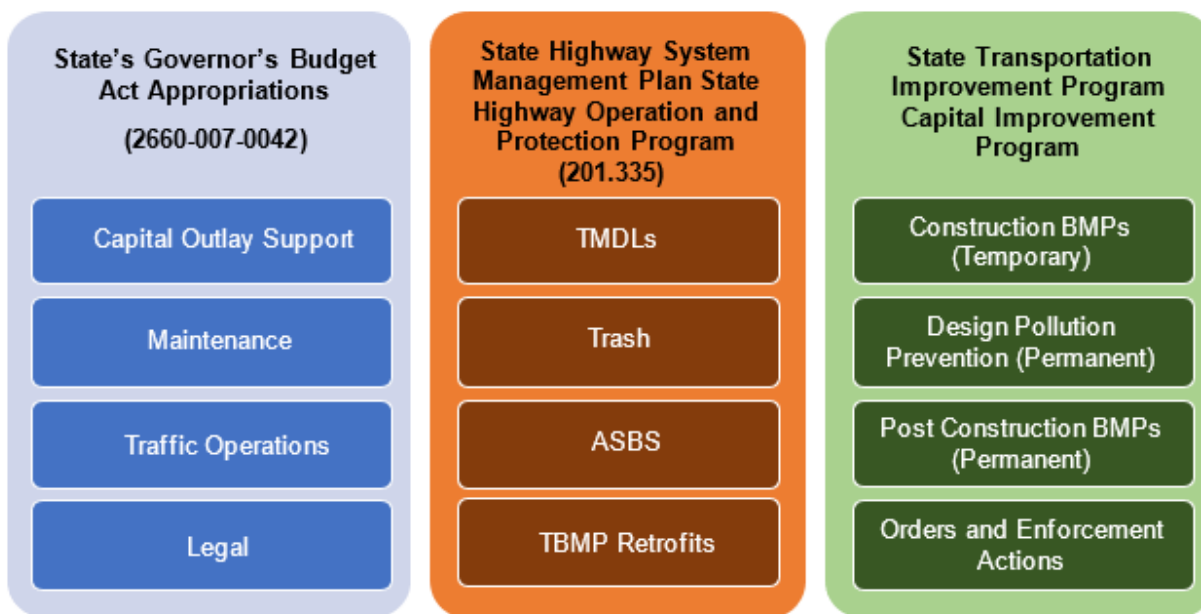 State's Governor's Budget
Act Appropriations
(2660-007-0042)
Capital Outlay Support
Maintenance
Traffic Operations
Legal
State Highway System
Management Plan State
Highway Operation and
Protection Program
(201.335)
TMDLs
Trash
ASBS
TBMP Retrofits
State Transportation
Improvement Program
Capital Improvement
Program
Construction BMPs
(Temporary)
Design Pollution
Prevention (Permanent)
Post Construction BMPs
(Permanent)
Orders and Enforcement
Actions